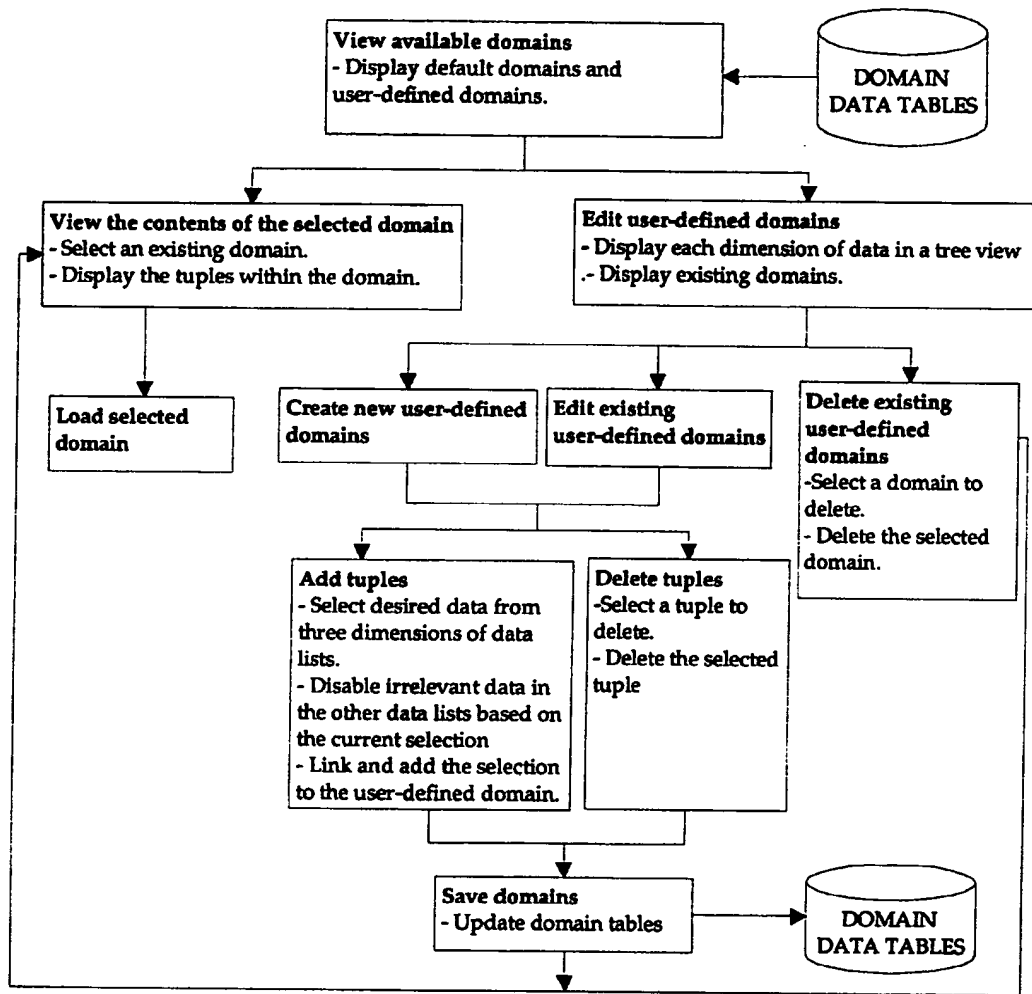 View available domains
- Display default domains and
user-defined domains.
DOMAIN
DATA TABLES
View the contents of the selected domain
- Select an existing domain.
- Display the tuples within the domain.
Edit user-defined domains
- Display each dimension of data in a tree view
.- Display existing domains.
Load selected
domain
Create new user-defined
domains
Edit existing
user-defined domains
Delete existing
user-defined
domains
-Select a domain to
delete.
- Delete the selected
domain.
Add tuples
- Select desired data from
three dimensions of data
lists.
- Disable irrelevant data in
the other data lists based on
the current selection
- Link and add the selection
to the user-defined domain.
Delete tuples
-Select a tuple to
delete.
- Delete the selected
tuple
Save domains
- Update domain tables
DOMAIN
DATA TABLES